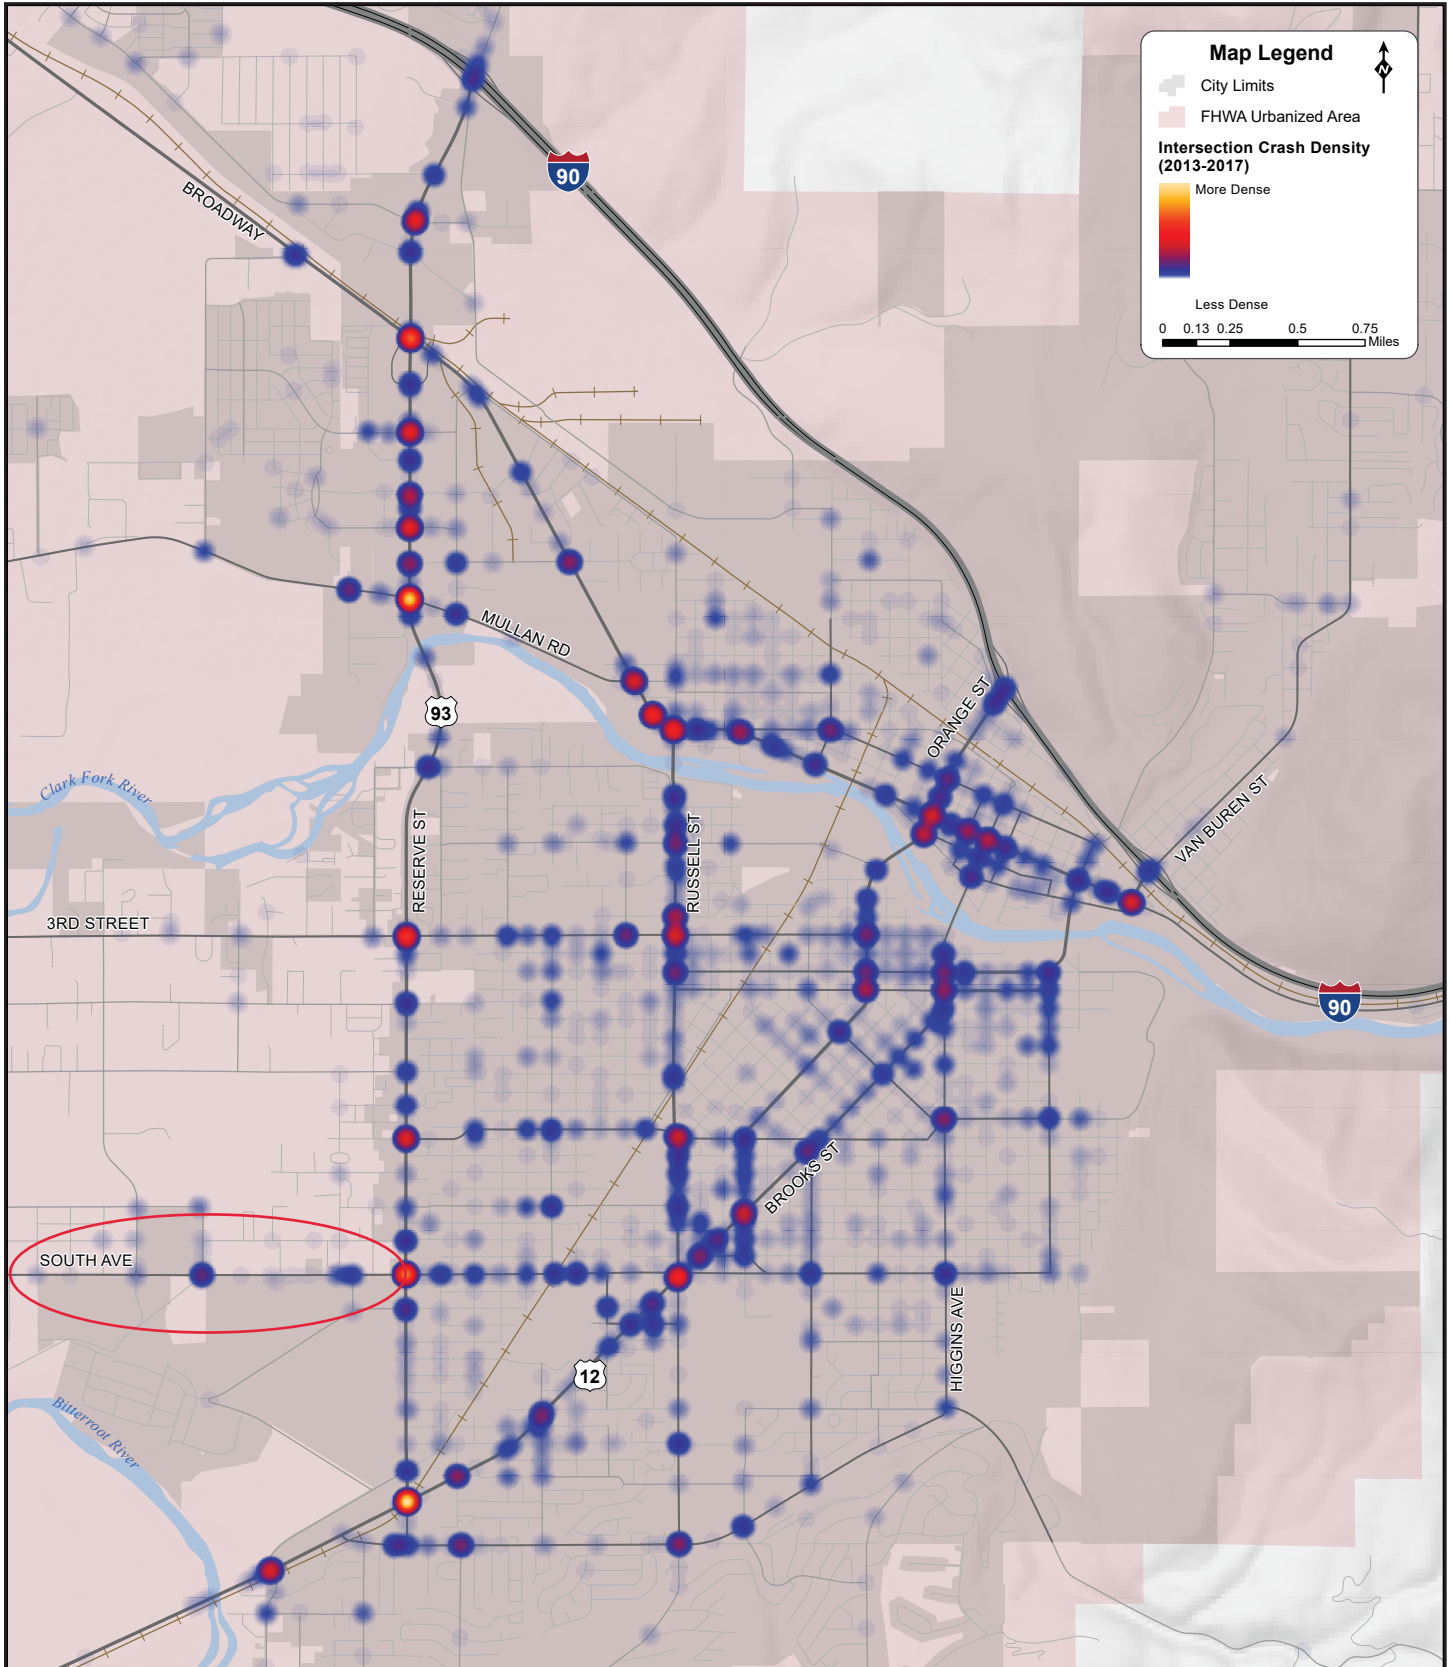 Map Legend
N
City Limits
FHWA Urbanized Area
Intersection Crash Density
(2013-2017)
More Dense
Less Dense
0 0.13 0.25 0.5 0.75
Miles
90
BROADWAY
MULLAN RD
93
ORANGE ST
Clark Fork River
VAN BUREN ST
RESERVE ST
RUSSELL ST
3RD STREET
90
BROOKS ST
SOUTH AVE
HIGGINS AVE
12
Bitterroot River